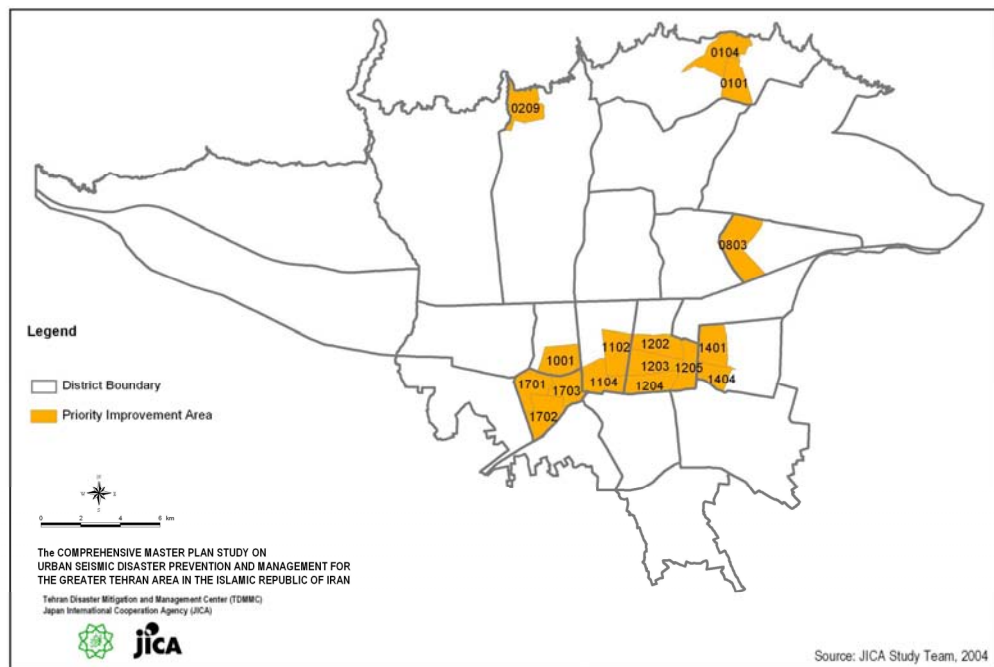 0104
0101
0209
0803
1102
1202
1401
1001
1203
1205
1701
1703
1104
1204
1404
1702
Legend
District Boundary
Priority Improvement Area
N
W
E
S
0 2 4 6 km
The COMPREHENSIVE MASTER PLAN STUDY ON
URBAN SEISMIC DISASTER PREVENTION AND MANAGEMENT FOR
THE GREATER TEHRAN AREA IN THE ISLAMIC REPUBLIC OF IRAN
Tehran Disaster Mitigation and Management Center (TDMMC)
Japan International Cooperation Agency (JICA)
jICA
Source: JICA Study Team, 2004